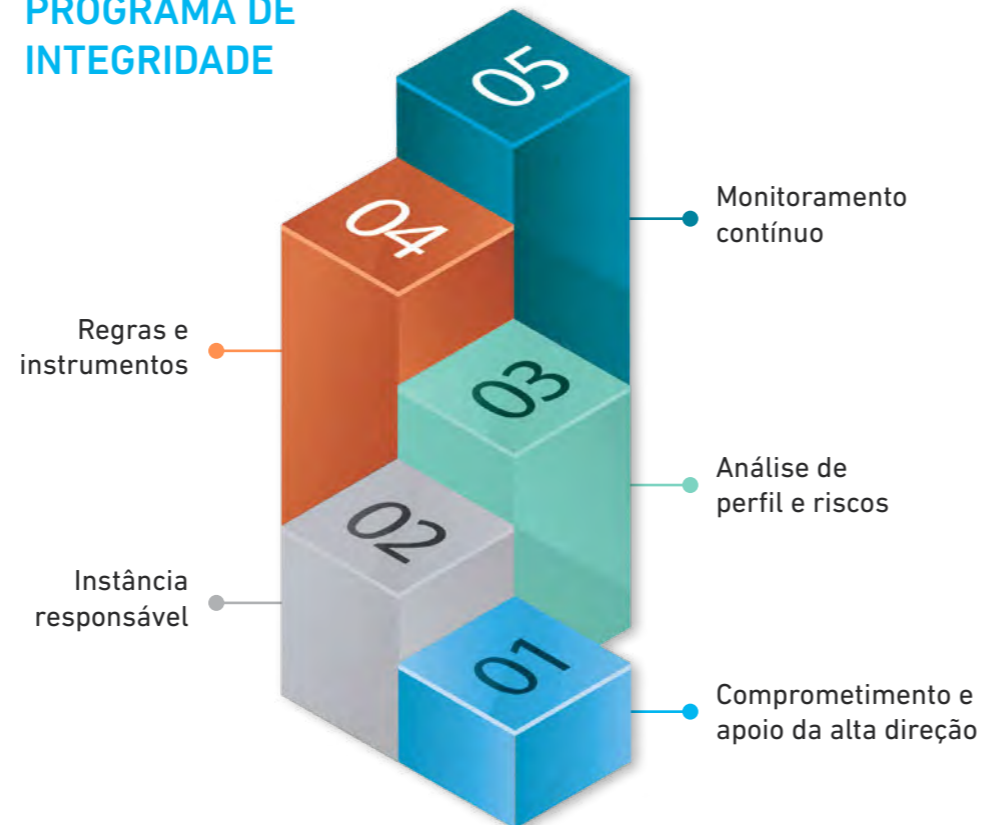 PROGRAMA DE
INTEGRIDADE
05
Monitoramento
contínuo
04
Regras e
instrumentos
03
Análise de
perfil e riscos
02
Instância
responsável
01
Comprometimento e
apoio da alta direção